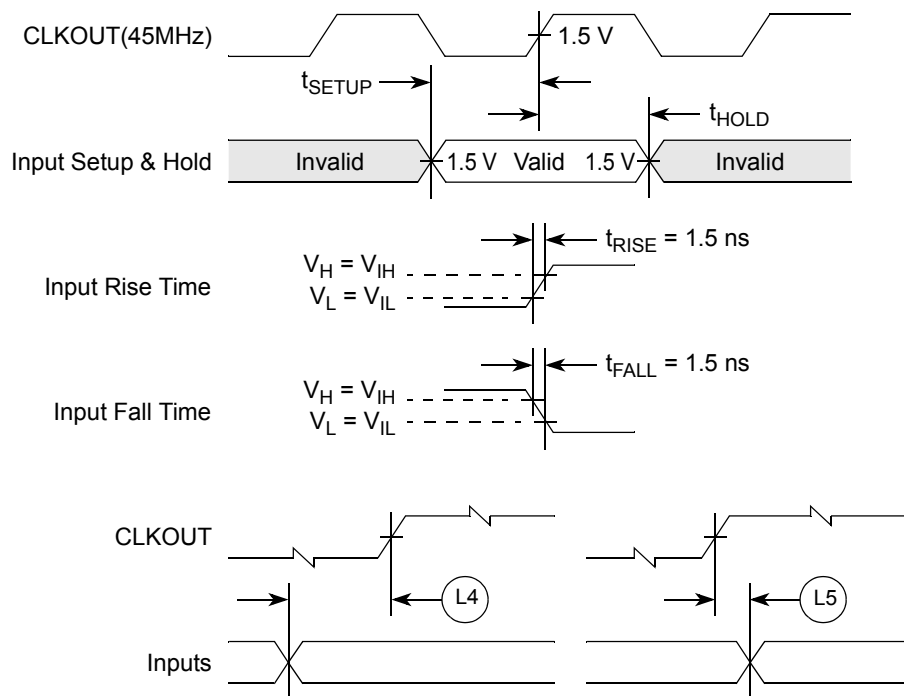 CLKOUT(45MHz)
1.5 V
tSETUP
tHOLD
Input Setup & Hold
Invalid
1.5 V
Valid
1.5 V
Invalid
tRISE = 1.5 ns
VH = VIH
Input Rise Time
VL = VIL
tFALL = 1.5 ns
VH = VIH
Input Fall Time
VL = VIL
CLKOUT
L4
L5
Inputs